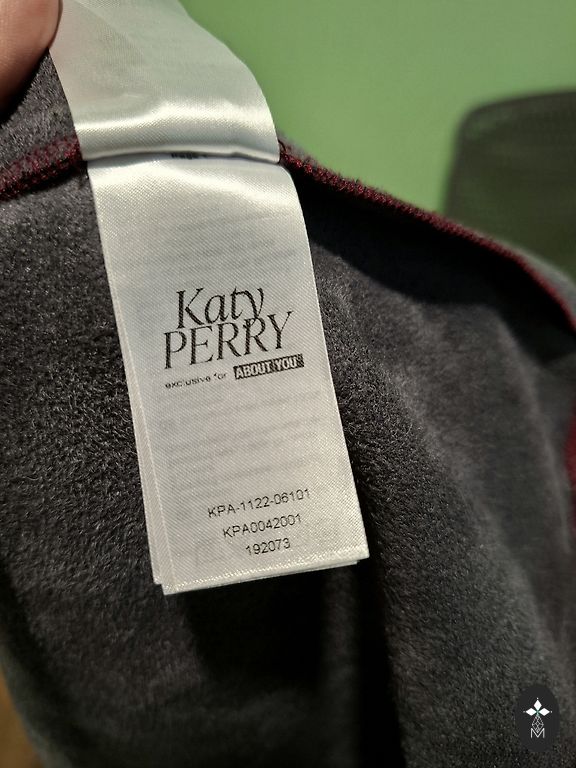 Katy
PERRY
exclusive for ABOUT YOU
KPA-1122-06101
KPA0042001
192073
M